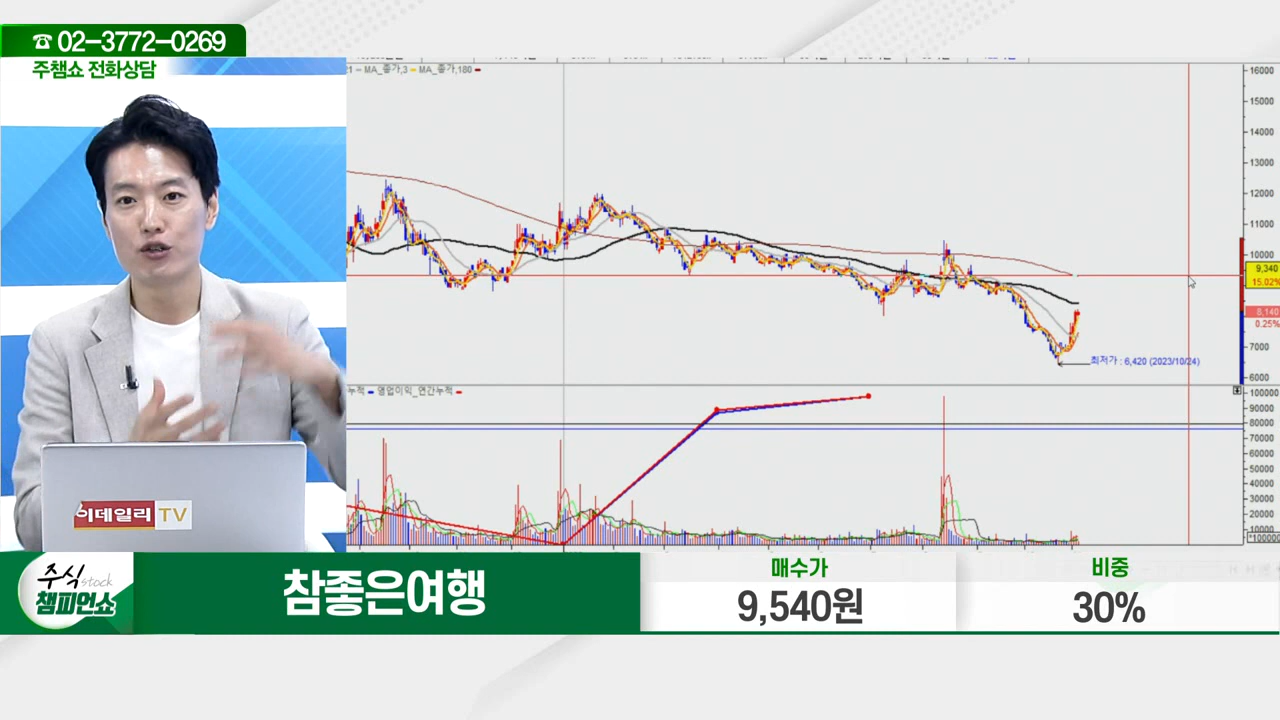 ☎ 02-3772-0269
주챔쇼 전화상담
MA_종가,3 MA_종가,180
16000
15000
14000
13000
12000
11000
10000
9,340
15.02%
8,140
0.25%
7000
6000
최저가 : 6,420 (2023/10/24)
누적 영업이익_연간누적
100000
90000
80000
70000
60000
50000
40000
30000
20000
10000
이데일리 TV
주식 stock
챔피언쇼
참좋은여행
매수가
9,540원
비중
30%